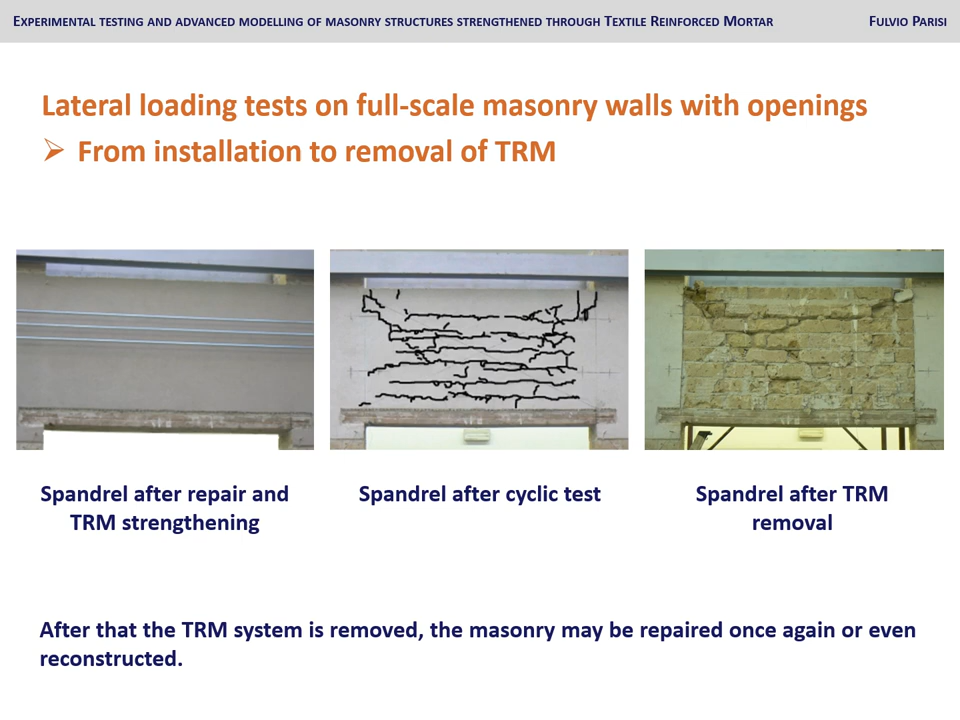 Experimental testing and advanced modelling of masonry structures strengthened through Textile Reinforced Mortar
Fulvio Parisi
Lateral loading tests on full-scale masonry walls with openings
➢ From installation to removal of TRM
Spandrel after repair and
TRM strengthening
Spandrel after cyclic test
Spandrel after TRM
removal
After that the TRM system is removed, the masonry may be repaired once again or even
reconstructed.